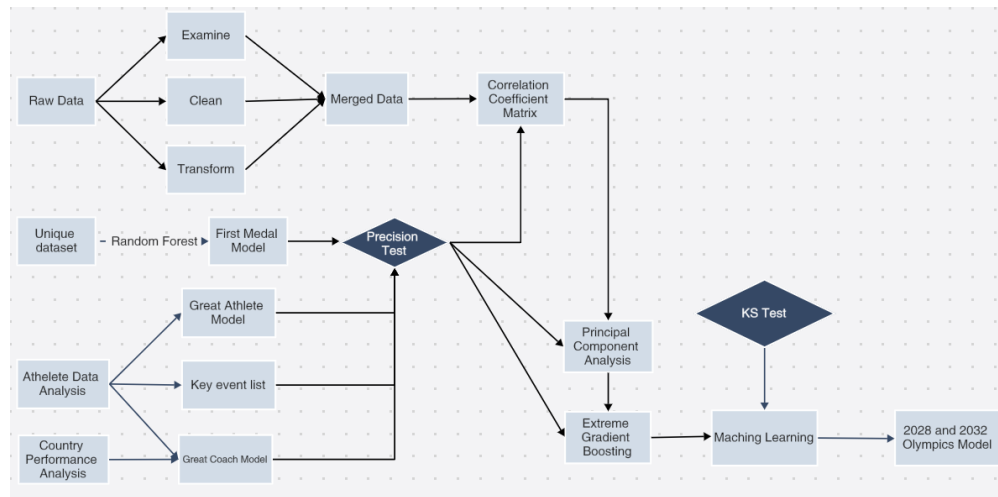 Examine
Raw Data
Clean
Merged Data
Correlation
Coefficient
Matrix
Transform
Unique
dataset
Random Forest
First Medal
Model
Precision
Test
Great Athlete
Model
KS Test
Principal
Component
Analysis
Athelete Data
Analysis
Key event list
Country
Performance
Analysis
Great Coach Model
Extreme
Gradient
Boosting
Maching Learning
2028 and 2032
Olympics Model